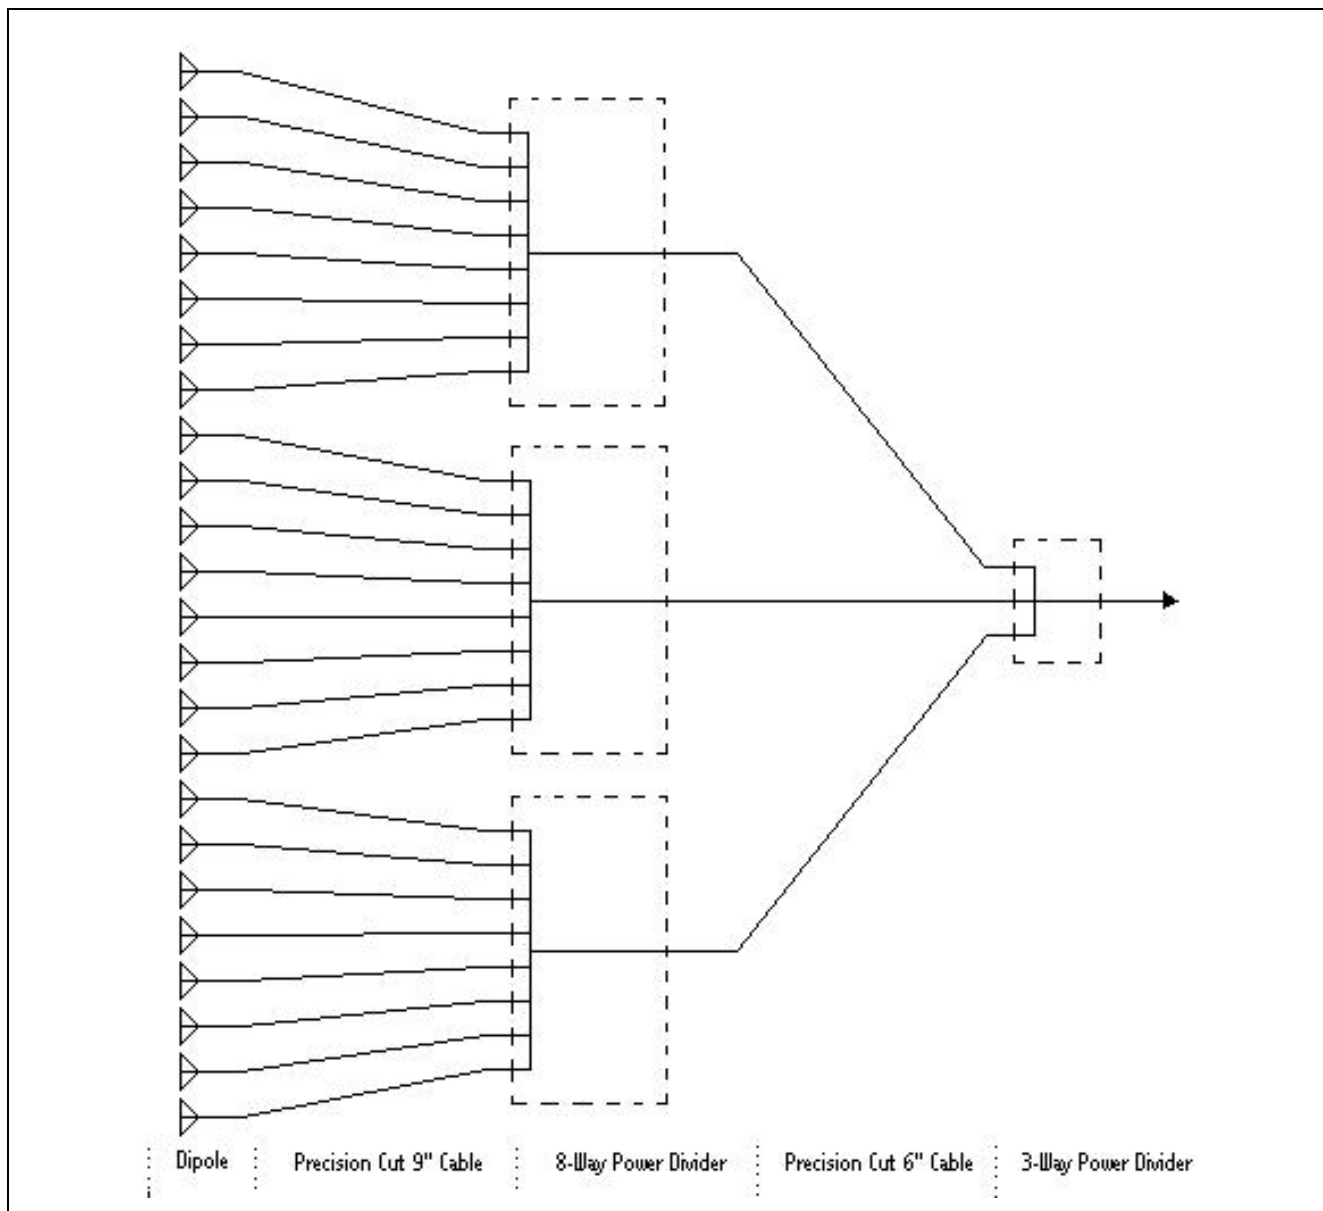 Dipole
Precision Cut 9" Cable
8-Way Power Divider
Precision Cut 6" Cable
3-Way Power Divider